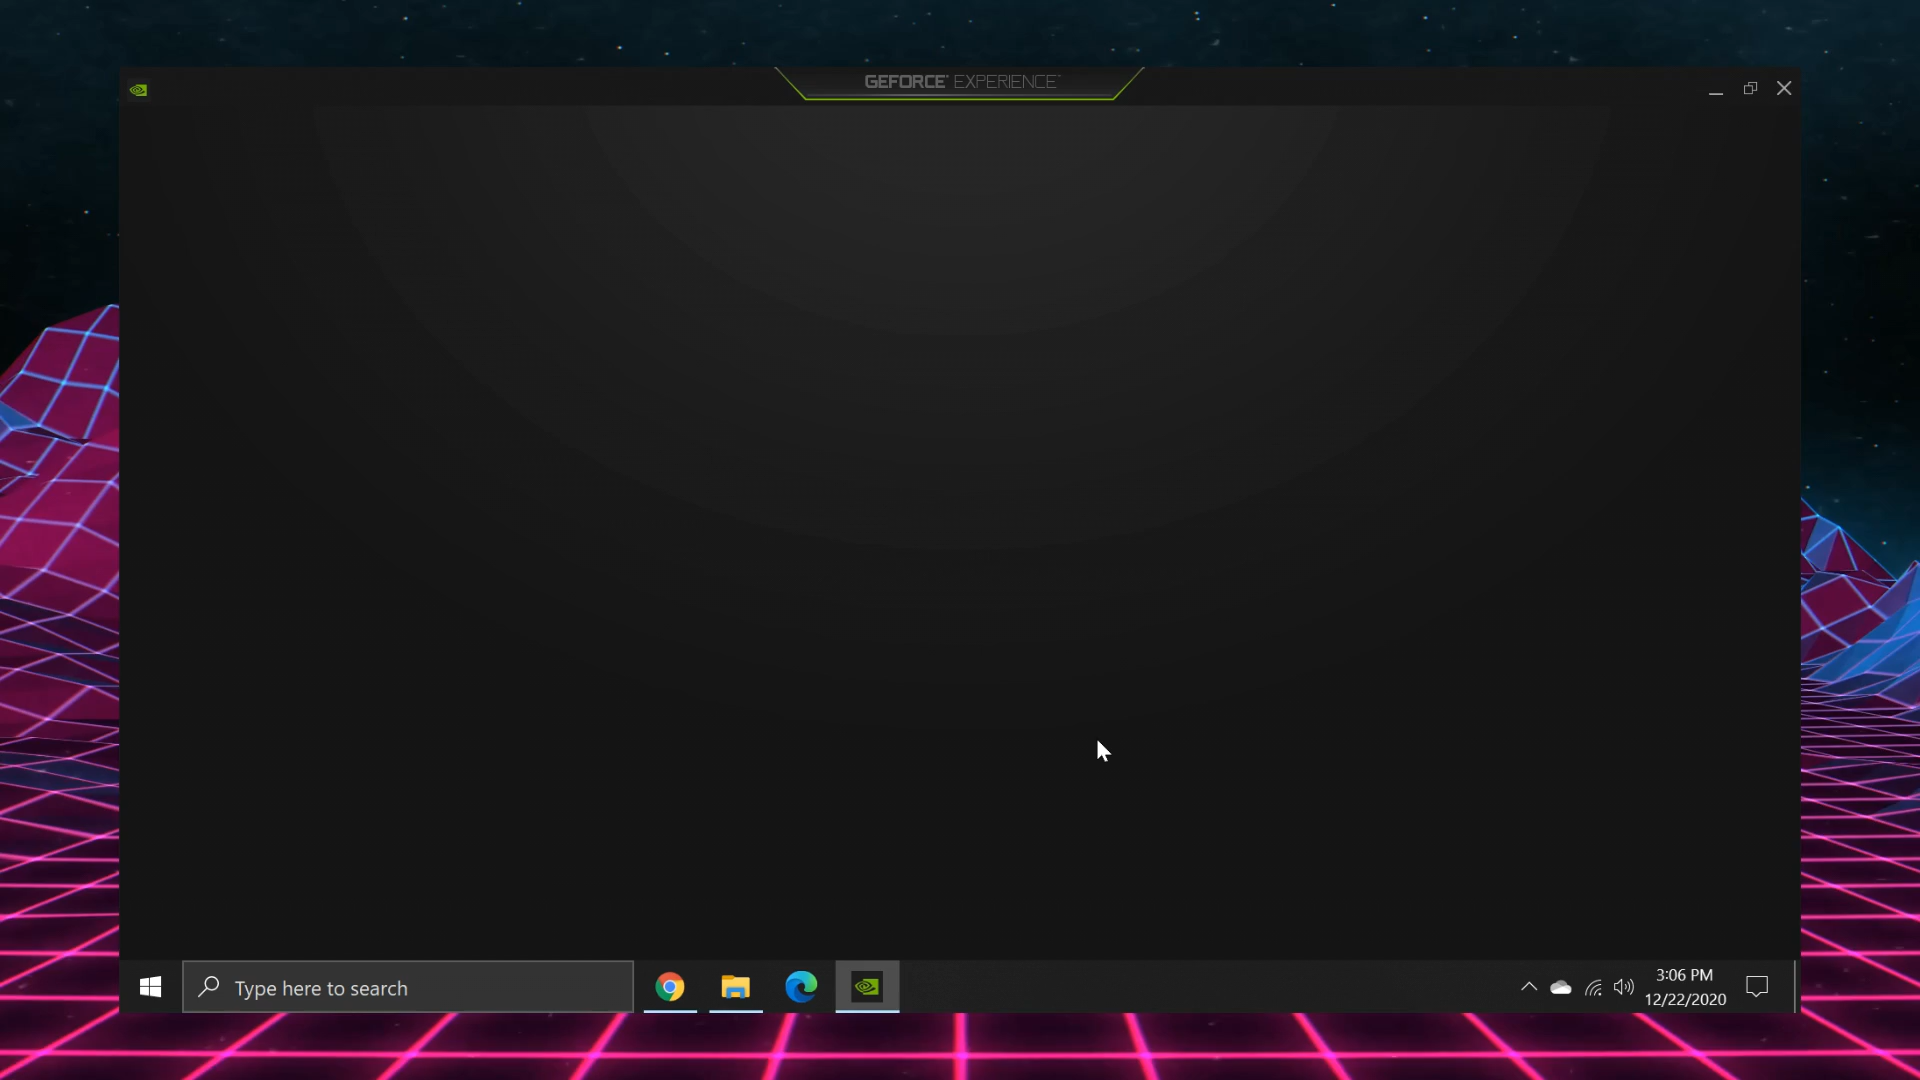 GEFORCE EXPERIENCE
Type here to search
3:06 PM
12/22/2020